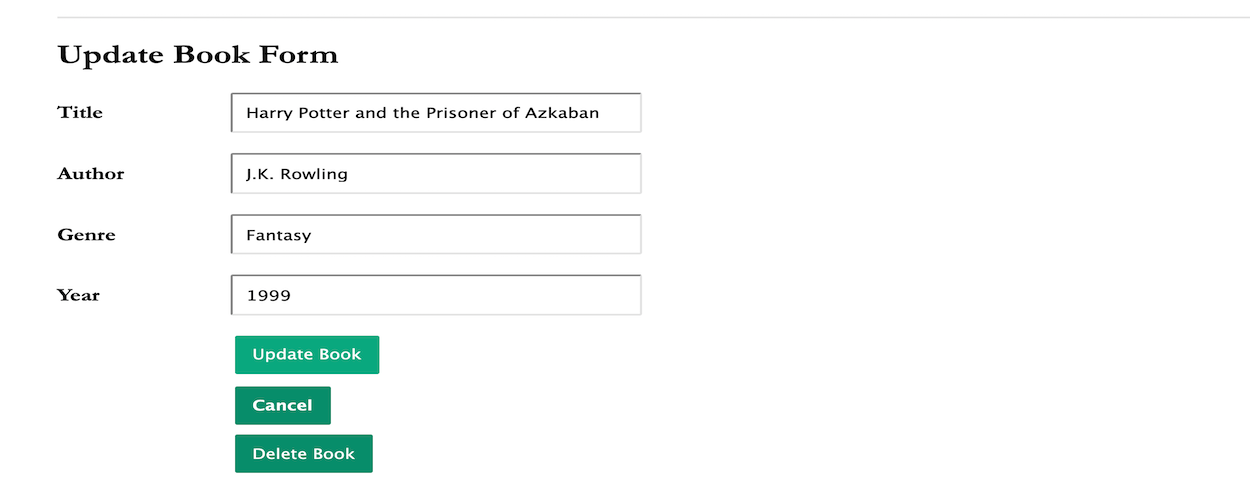 Update Book Form
Title Harry Potter and the Prisoner of Azkaban
Author J.K. Rowling
Genre Fantasy
Year 1999
Update Book
Cancel
Delete Book